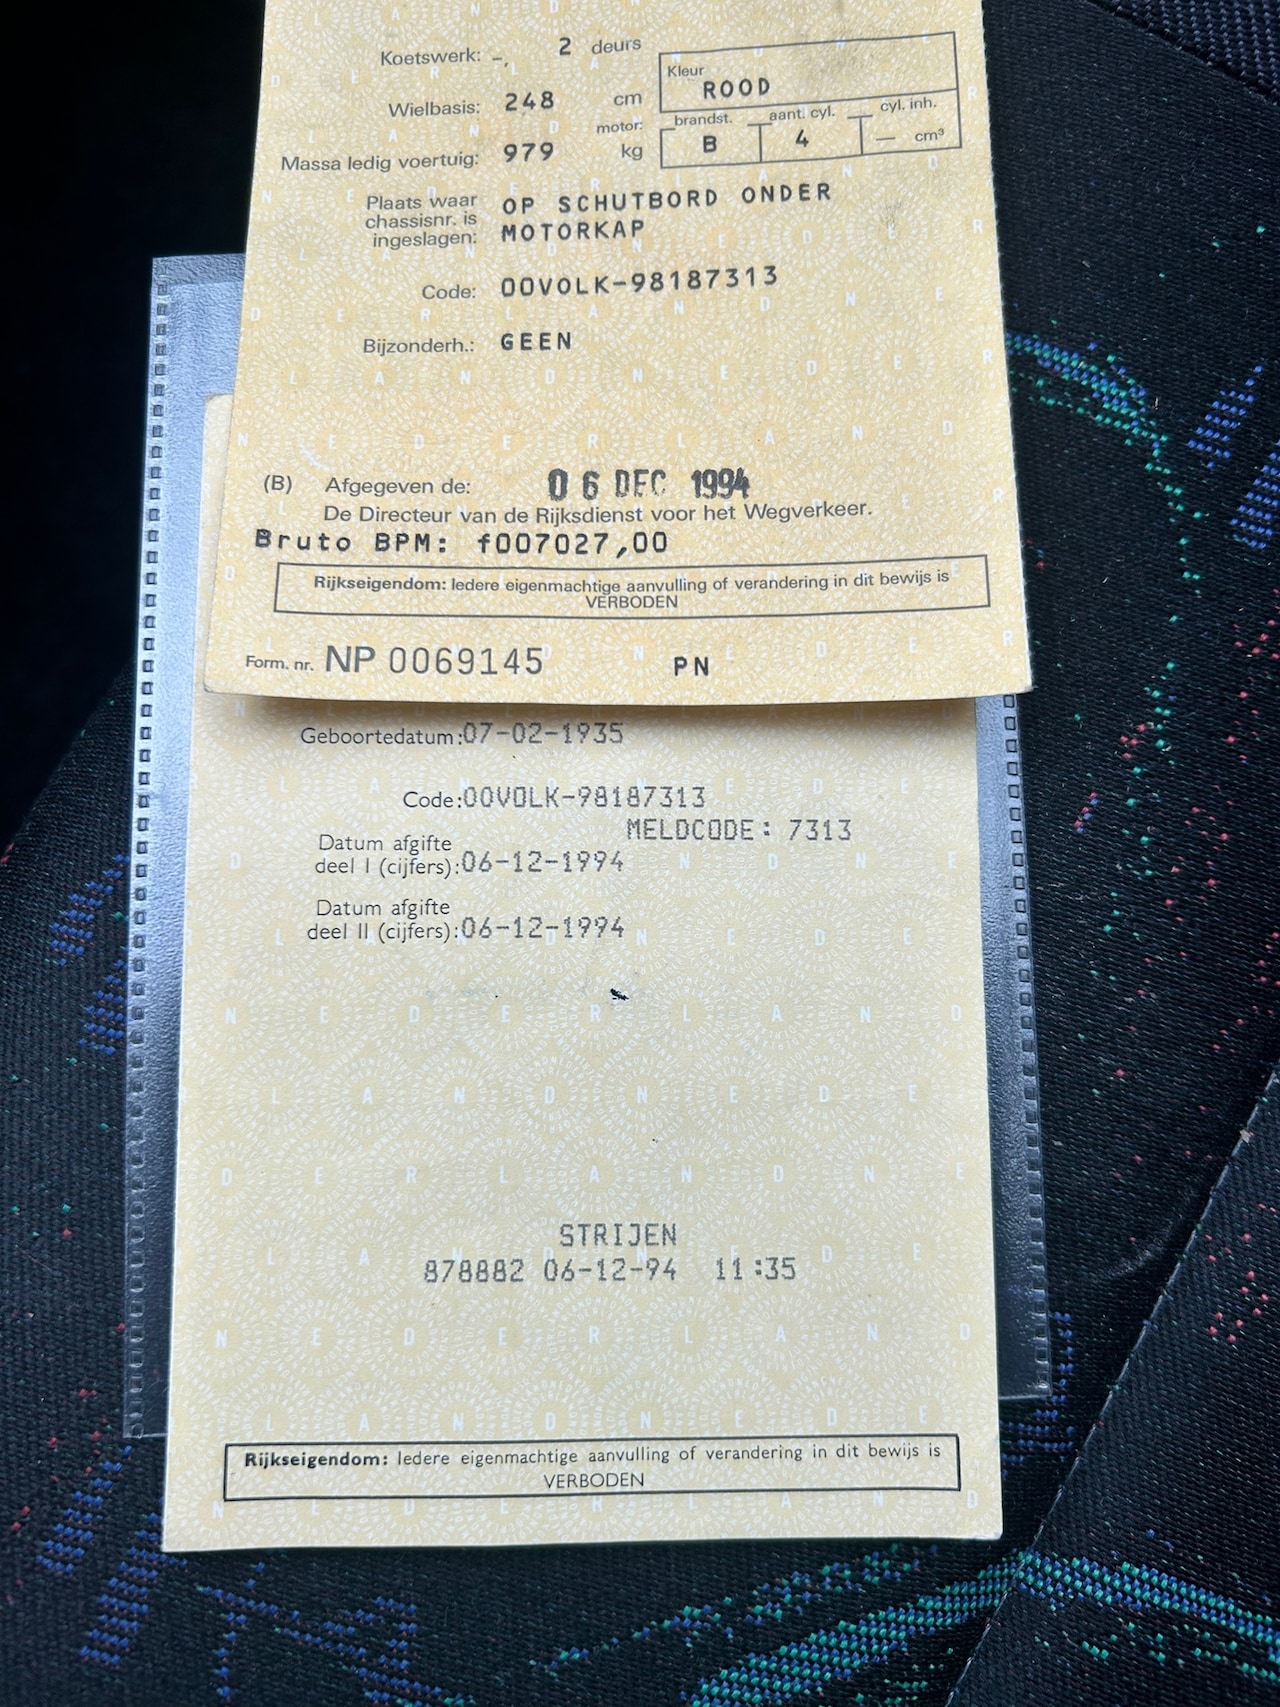 Koetswerk: -, 2 deurs
Kleur
ROOD
Wielbasis: 248 cm
motor: brandst. aant. cyl. cyl. inh.
B 4 — cm³
Massa ledig voertuig: 979 kg
Plaats waar
chassisnr. is
ingeslagen:
OP SCHUTBORD ONDER
MOTORKAP
Code: 00VOLK-98187313
Bijzonderh.: GEEN
(B) Afgegeven de: 06 DEC 1994
De Directeur van de Rijksdienst voor het Wegverkeer.
Bruto BPM: f007027,00
Rijkseigendom: Iedere eigenmachtige aanvulling of verandering in dit bewijs is
VERBODEN
Form. nr. NP 0069145 PN
Geboortedatum:07-02-1935
Code:00VOLK-98187313
MELDCODE: 7313
Datum afgifte
deel I (cijfers):06-12-1994
Datum afgifte
deel II (cijfers):06-12-1994
STRIJEN
878882 06-12-94 11:35
Rijkseigendom: Iedere eigenmachtige aanvulling of verandering in dit bewijs is
VERBODEN